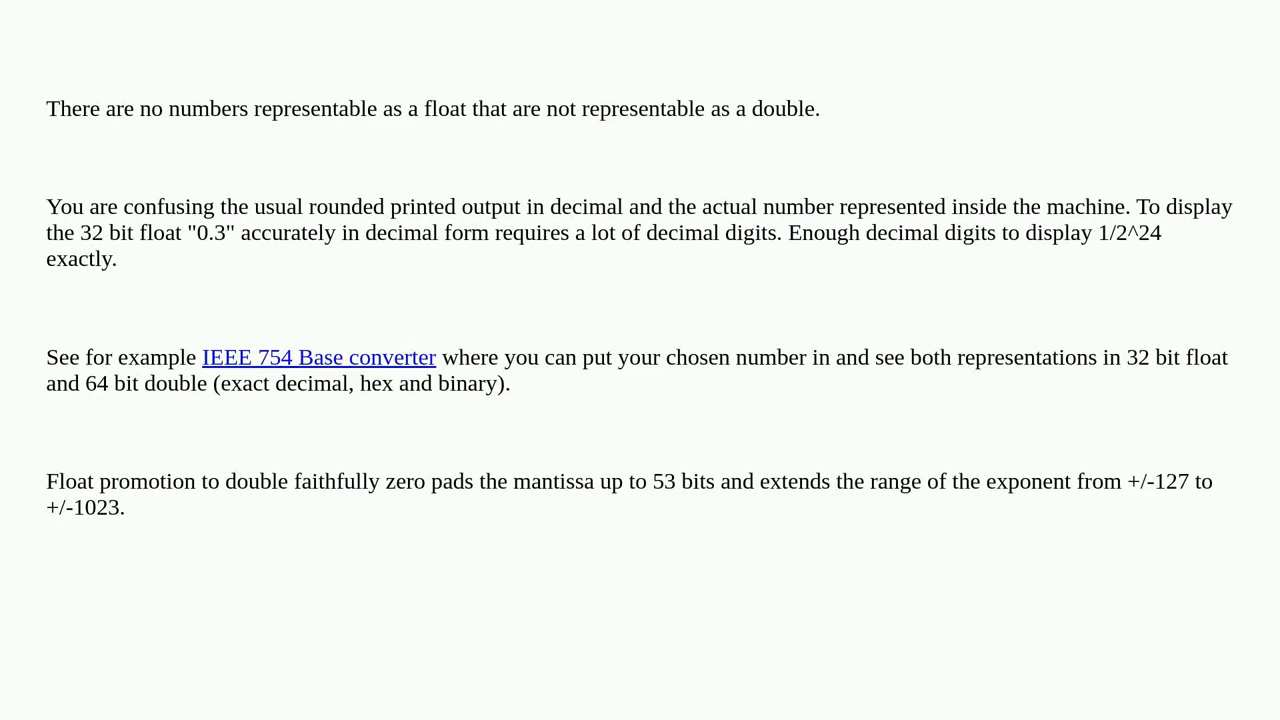 There are no numbers representable as a float that are not representable as a double.
You are confusing the usual rounded printed output in decimal and the actual number represented inside the machine. To display
the 32 bit float "0.3" accurately in decimal form requires a lot of decimal digits. Enough decimal digits to display 1/2^24
exactly.
See for example IEEE 754 Base converter where you can put your chosen number in and see both representations in 32 bit float
and 64 bit double (exact decimal, hex and binary).
Float promotion to double faithfully zero pads the mantissa up to 53 bits and extends the range of the exponent from +/-127 to
+/-1023.